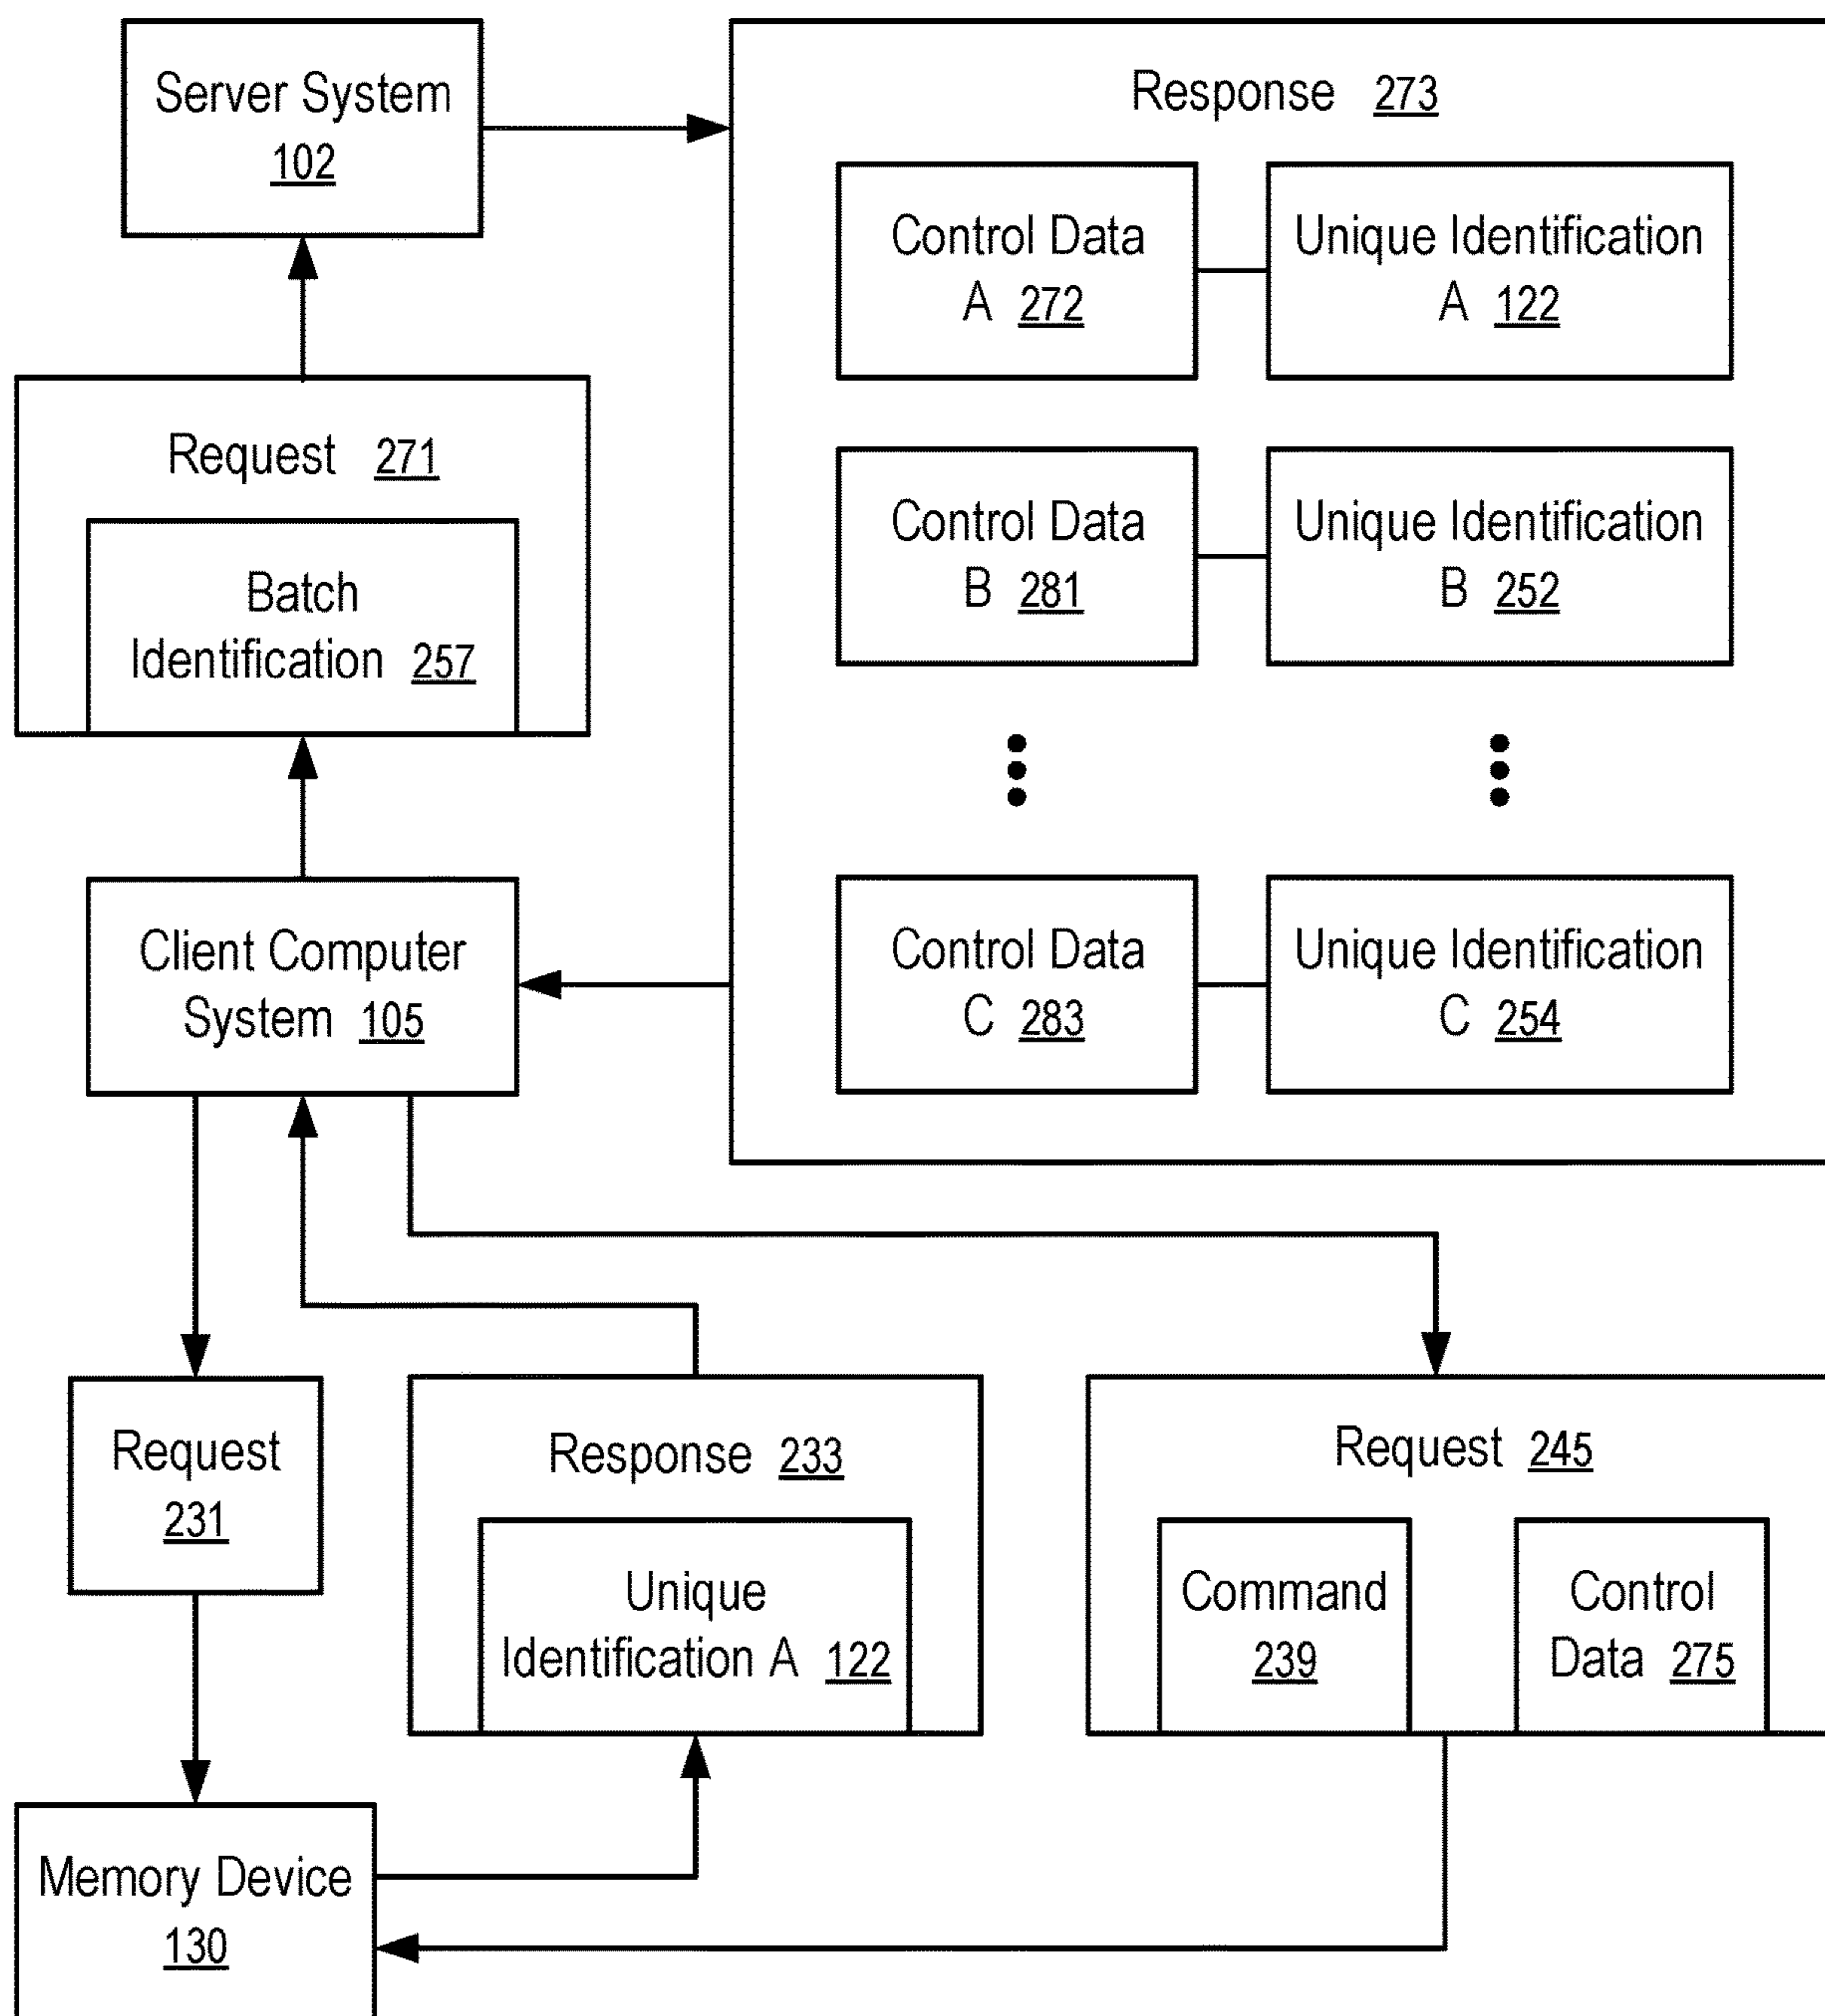 Server System
102
Response 273
Control Data
A 272
Unique Identification
A 122
Request 271
Batch
Identification 257
Control Data
B 281
Unique Identification
B 252
Client Computer
System 105
Control Data
C 283
Unique Identification
C 254
Request
231
Response 233
Unique
Identification A 122
Request 245
Command
239
Control
Data 275
Memory Device
130